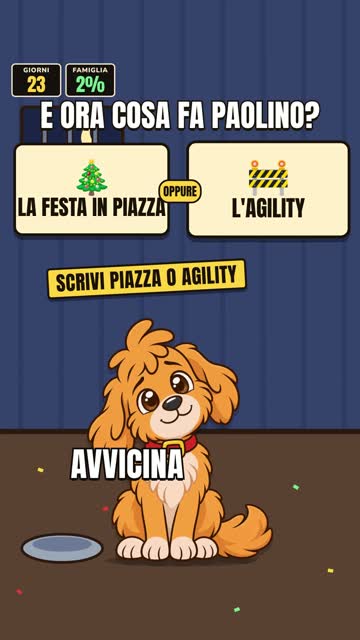 GIORNI
23
FAMIGLIA
2%
E ORA COSA FA PAOLINO?
LA FESTA IN PIAZZA
OPPURE
L'AGILITY
SCRIVI PIAZZA O AGILITY
AVVICINA